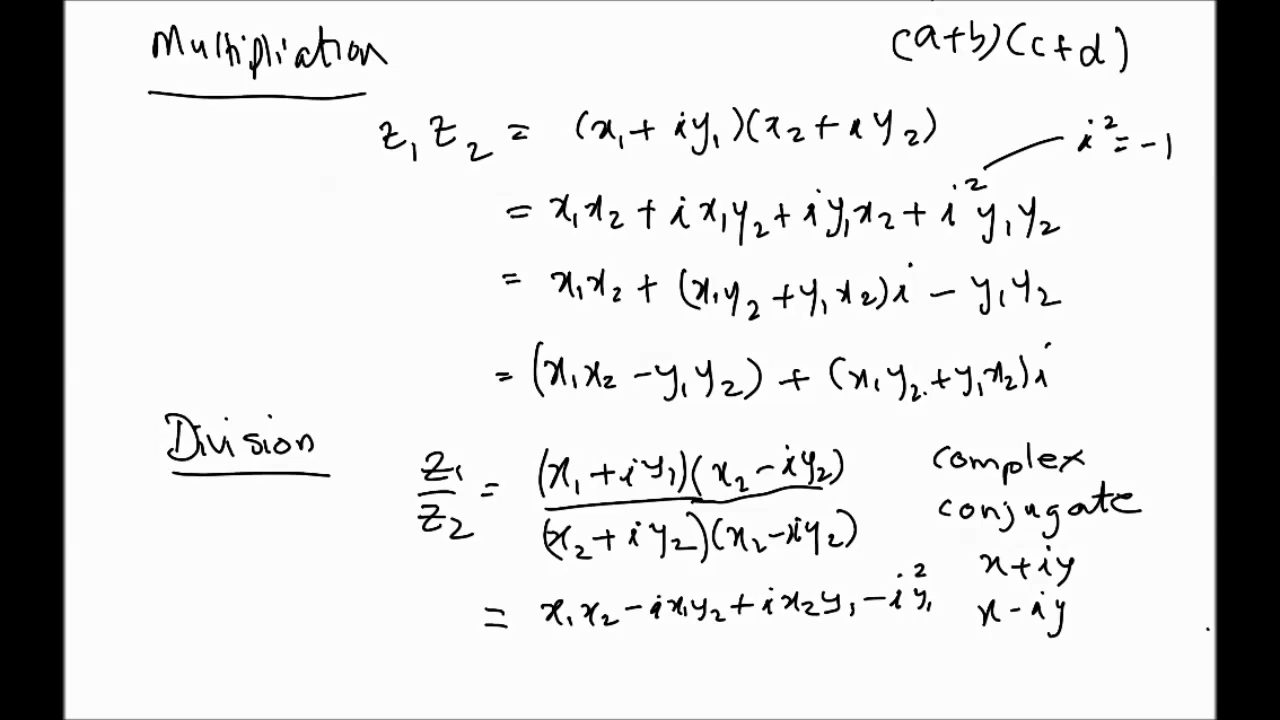 Multipliation
(a+b)(c+d)
z₁z₂ = (x₁+iy₁)(x₂+iy₂)
i²=-1
= x₁x₂+ix₁y₂+iy₁x₂+i²y₁y₂
= x₁x₂+(x₁y₂+y₁x₂)i-y₁y₂
= (x₁x₂-y₁y₂)+(x₁y₂+y₁x₂)i
Division
z₁/z₂ = (x₁+iy₁)(x₂-iy₂)/(x₂+iy₂)(x₂-iy₂)
= x₁x₂-ix₁y₂+ix₂y₁-i²y₁
complex
conjugate
x+iy
x-iy